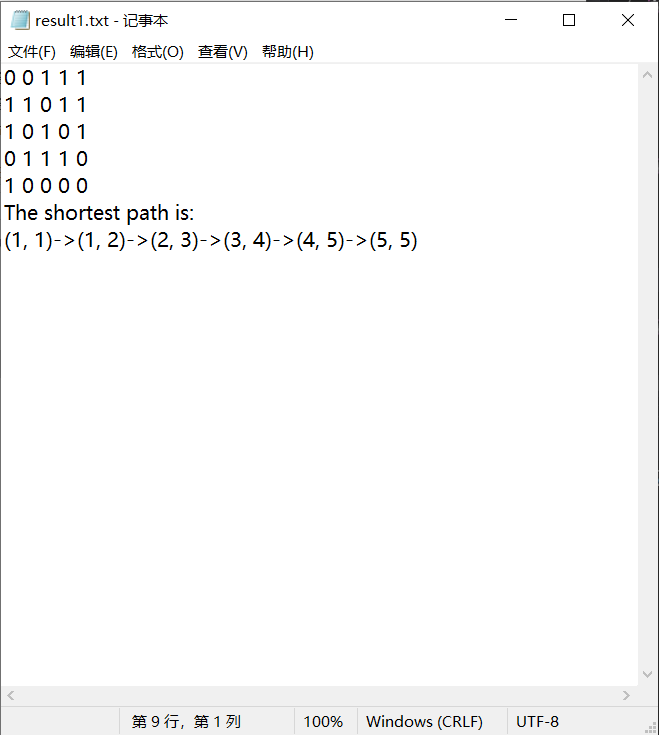 result1.txt - 记事本
文件(F) 编辑(E) 格式(O) 查看(V) 帮助(H)
0 0 1 1 1
1 1 0 1 1
1 0 1 0 1
0 1 1 1 0
1 0 0 0 0
The shortest path is:
(1, 1)->(1, 2)->(2, 3)->(3, 4)->(4, 5)->(5, 5)
第 9 行，第 1 列 100% Windows (CRLF) UTF-8